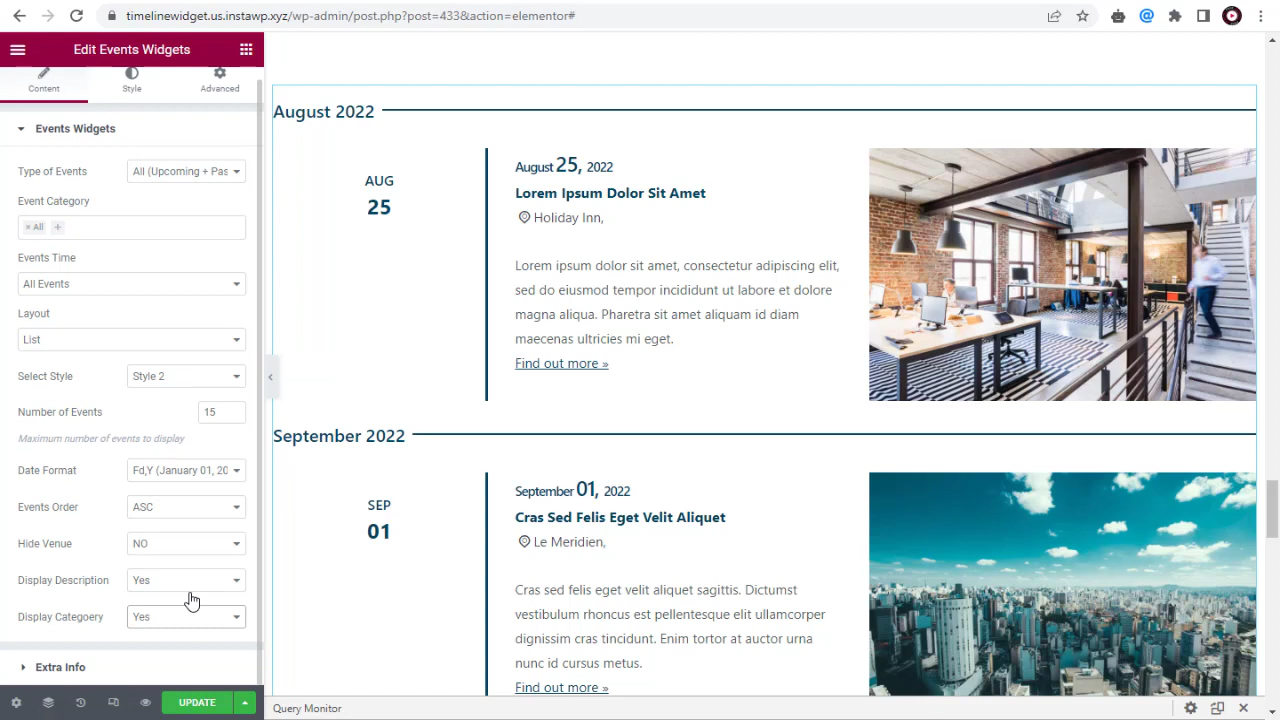 timelinewidget.us.instawp.xyz/wp-admin/post.php?post=433&action=elementor#
Edit Events Widgets
Content
Style
Advanced
Events Widgets
Type of Events
All (Upcoming + Pas
Event Category
× All +
Events Time
All Events
Layout
List
Select Style
Style 2
Number of Events
15
Maximum number of events to display
Date Format
Fd,Y (January 01, 20
Events Order
ASC
Hide Venue
NO
Display Description
Yes
Display Categoery
Yes
Extra Info
UPDATE
August 2022
AUG
25
August 25, 2022
Lorem Ipsum Dolor Sit Amet
Holiday Inn,
Lorem ipsum dolor sit amet, consectetur adipiscing elit,
sed do eiusmod tempor incididunt ut labore et dolore
magna aliqua. Pharetra sit amet aliquam id diam
maecenas ultricies mi eget.
Find out more »
September 2022
SEP
01
September 01, 2022
Cras Sed Felis Eget Velit Aliquet
Le Meridien,
Cras sed felis eget velit aliquet sagittis. Dictumst
vestibulum rhoncus est pellentesque elit ullamcorper
dignissim cras tincidunt. Enim tortor at auctor urna
nunc id cursus metus.
Find out more »
Query Monitor